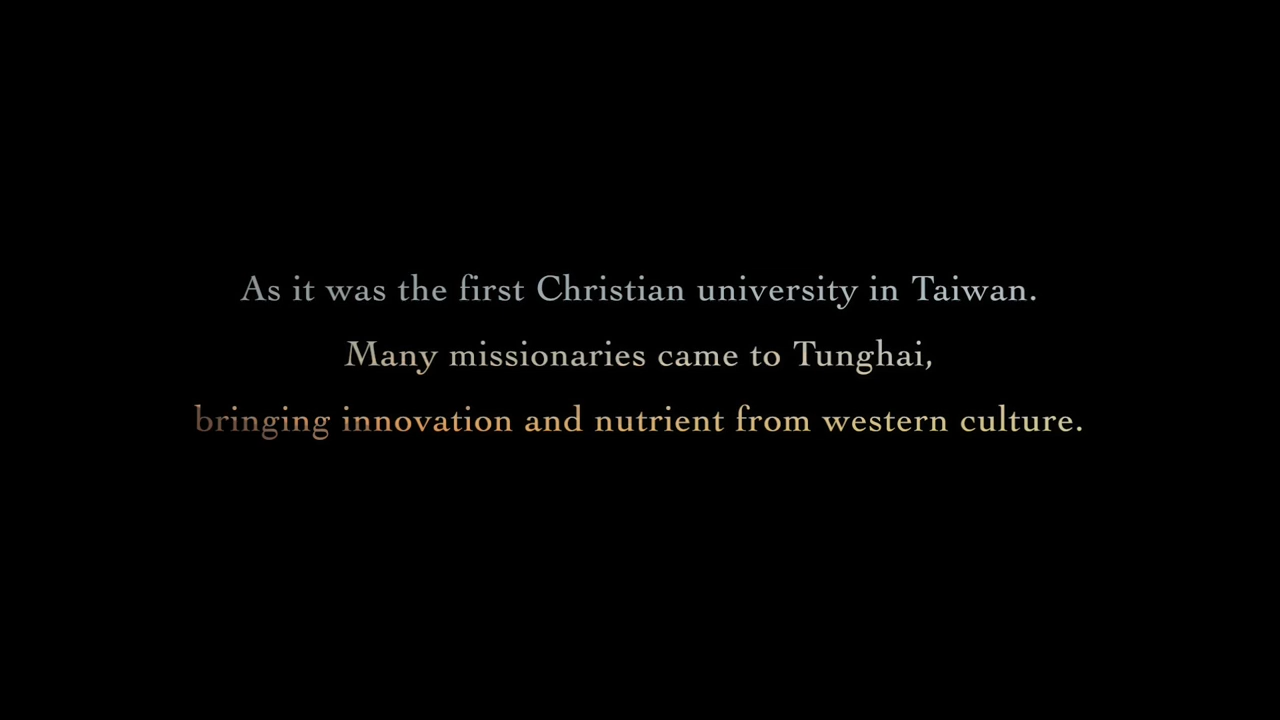 As it was the first Christian university in Taiwan.
Many missionaries came to Tunghai,
bringing innovation and nutrient from western culture.